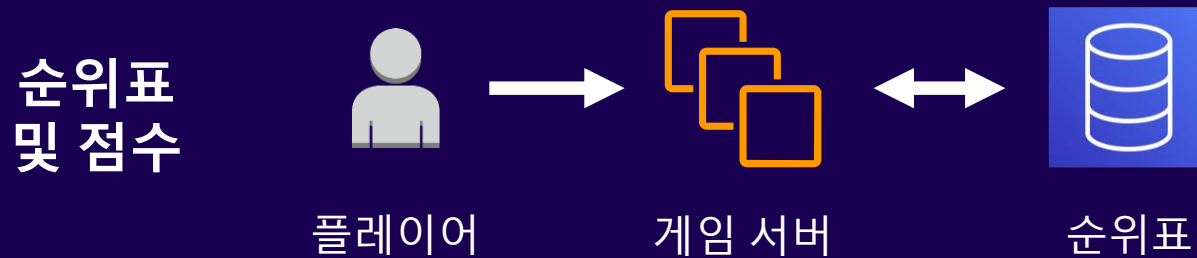 순위표
및 점수
플레이어
게임 서버
순위표